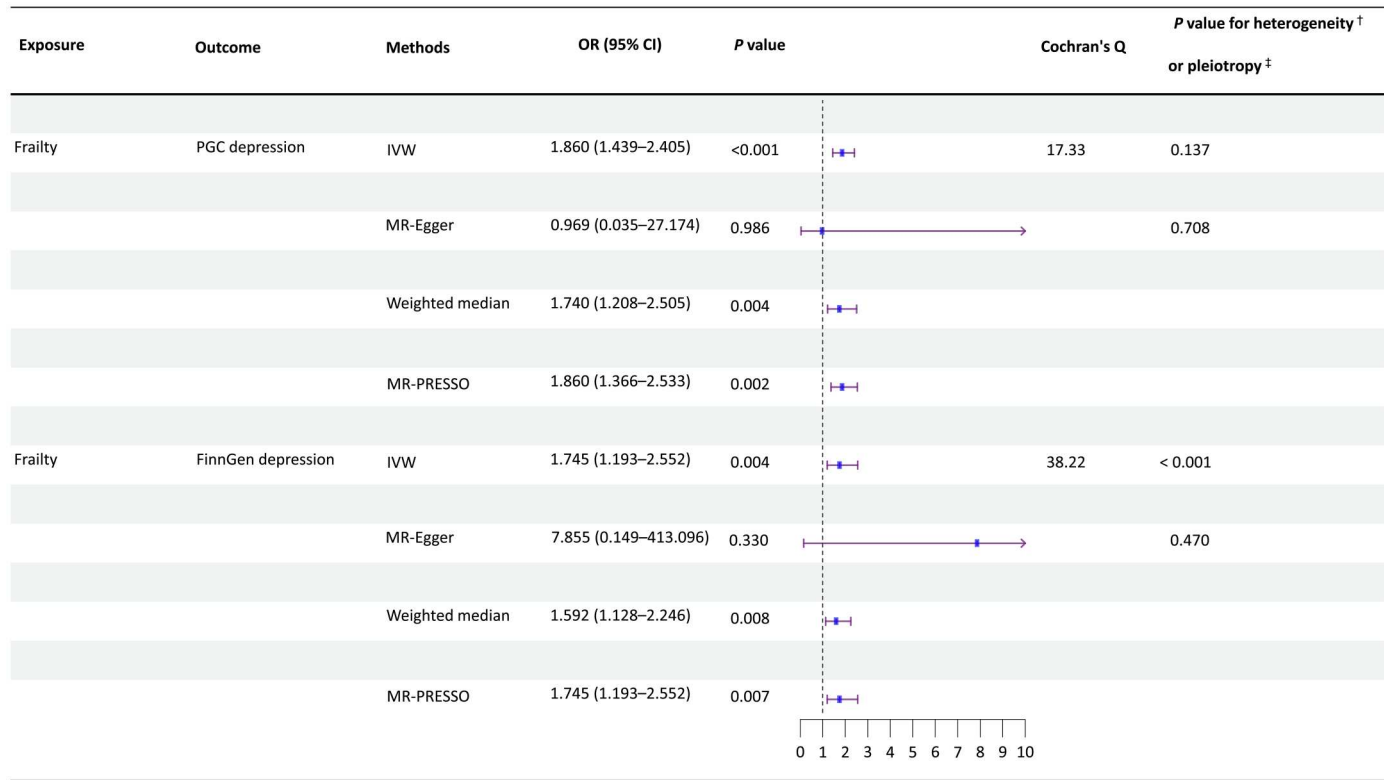 Exposure Outcome Methods OR (95% CI) P value Cochran's Q P value for heterogeneity †
or pleiotropy ‡
Frailty PGC depression IVW 1.860 (1.439–2.405) <0.001 17.33 0.137
MR-Egger 0.969 (0.035–27.174) 0.986 0.708
Weighted median 1.740 (1.208–2.505) 0.004
MR-PRESSO 1.860 (1.366–2.533) 0.002
Frailty FinnGen depression IVW 1.745 (1.193–2.552) 0.004 38.22 < 0.001
MR-Egger 7.855 (0.149–413.096) 0.330 0.470
Weighted median 1.592 (1.128–2.246) 0.008
MR-PRESSO 1.745 (1.193–2.552) 0.007
0 1 2 3 4 5 6 7 8 9 10